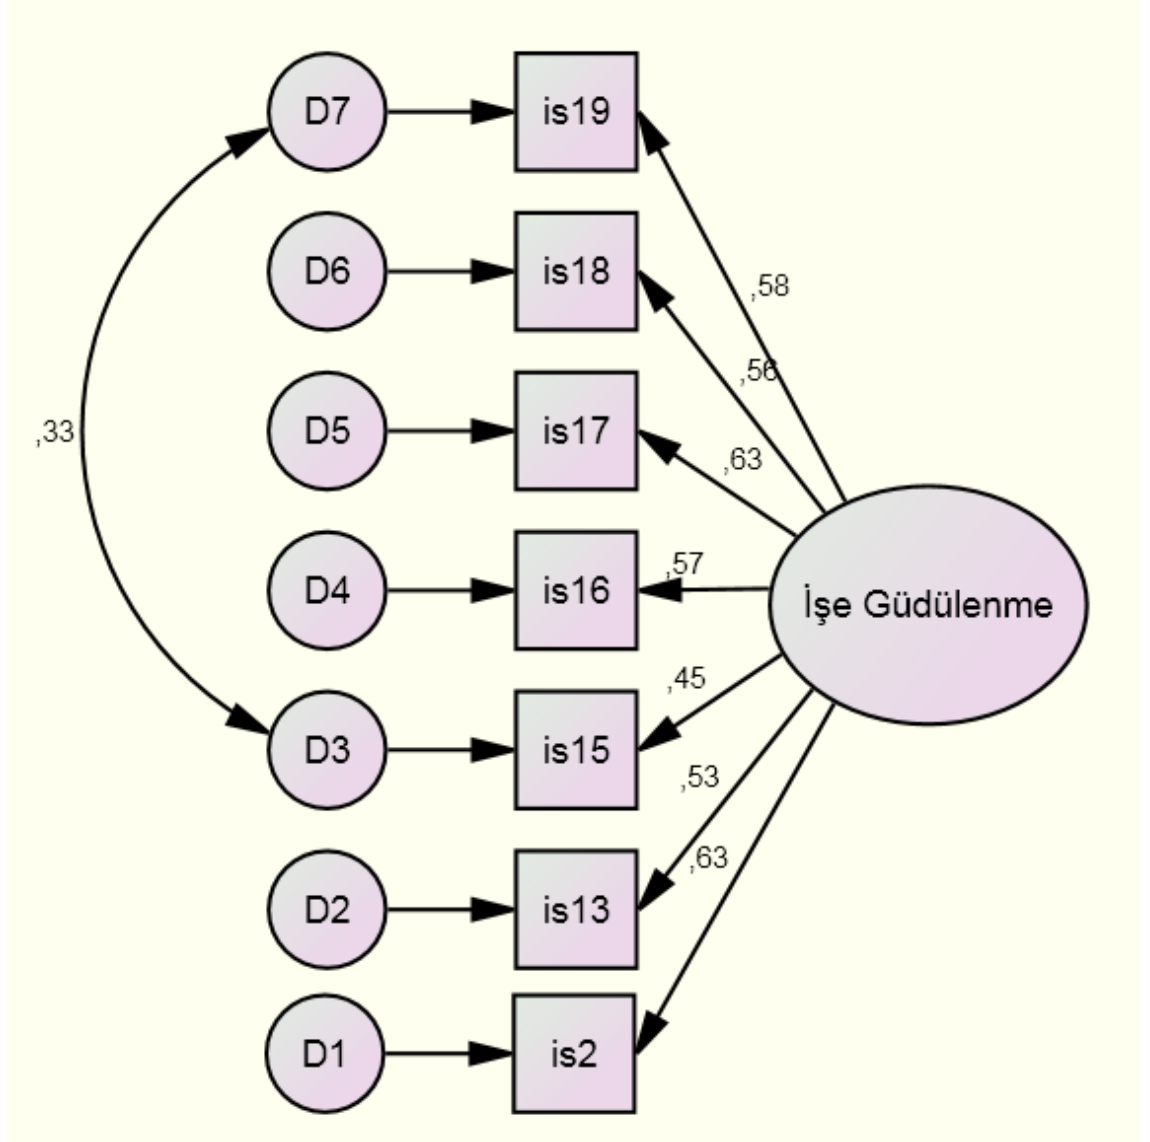 D7
is19
D6
is18
,58
D5
is17
,56
,33
,63
D4
is16
,57
İşe Güdülenme
D3
is15
,45
,53
D2
is13
,63
D1
is2